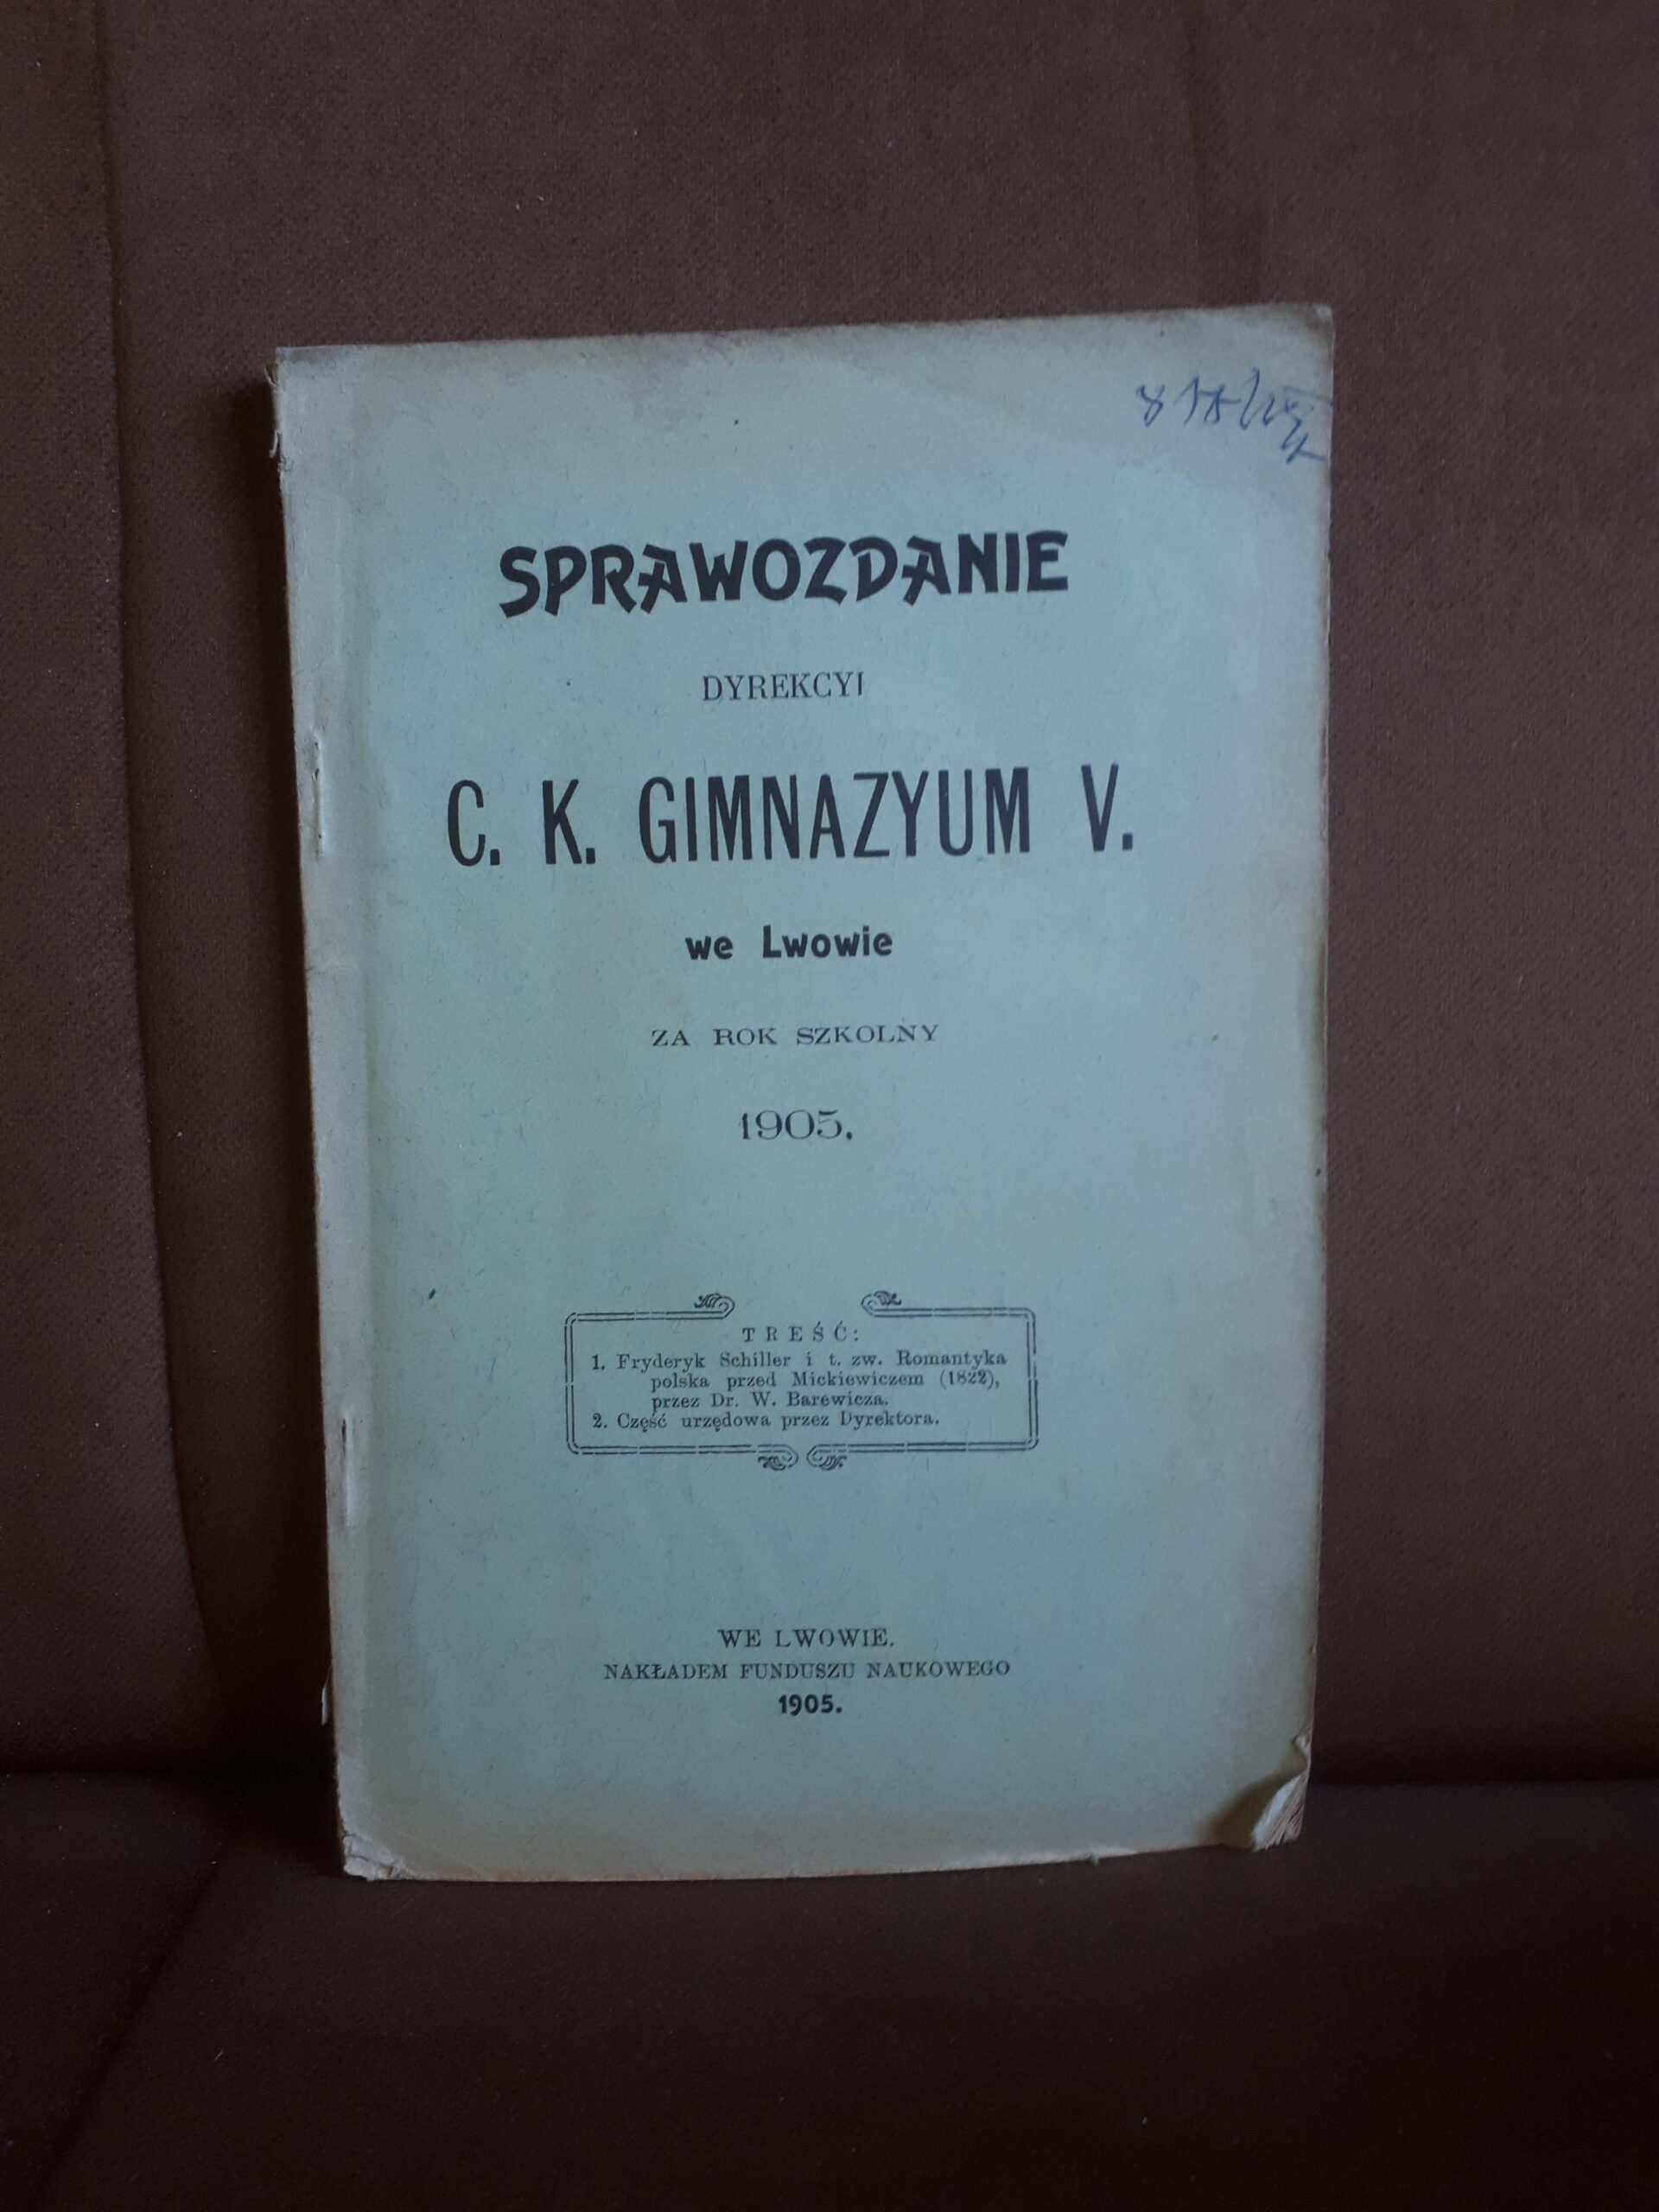 SPRAWOZDANIE
DYREKCYI
C. K. GIMNAZYUM V.
we Lwowie
ZA ROK SZKOLNY
1905.
TREŚĆ:
1. Fryderyk Schiller i t. zw. Romantyka
polska przed Mickiewiczem (1822),
przez Dr. W. Barewicza.
2. Część urzędowa przez Dyrektora.
WE LWOWIE.
NAKŁADEM FUNDUSZU NAUKOWEGO
1905.